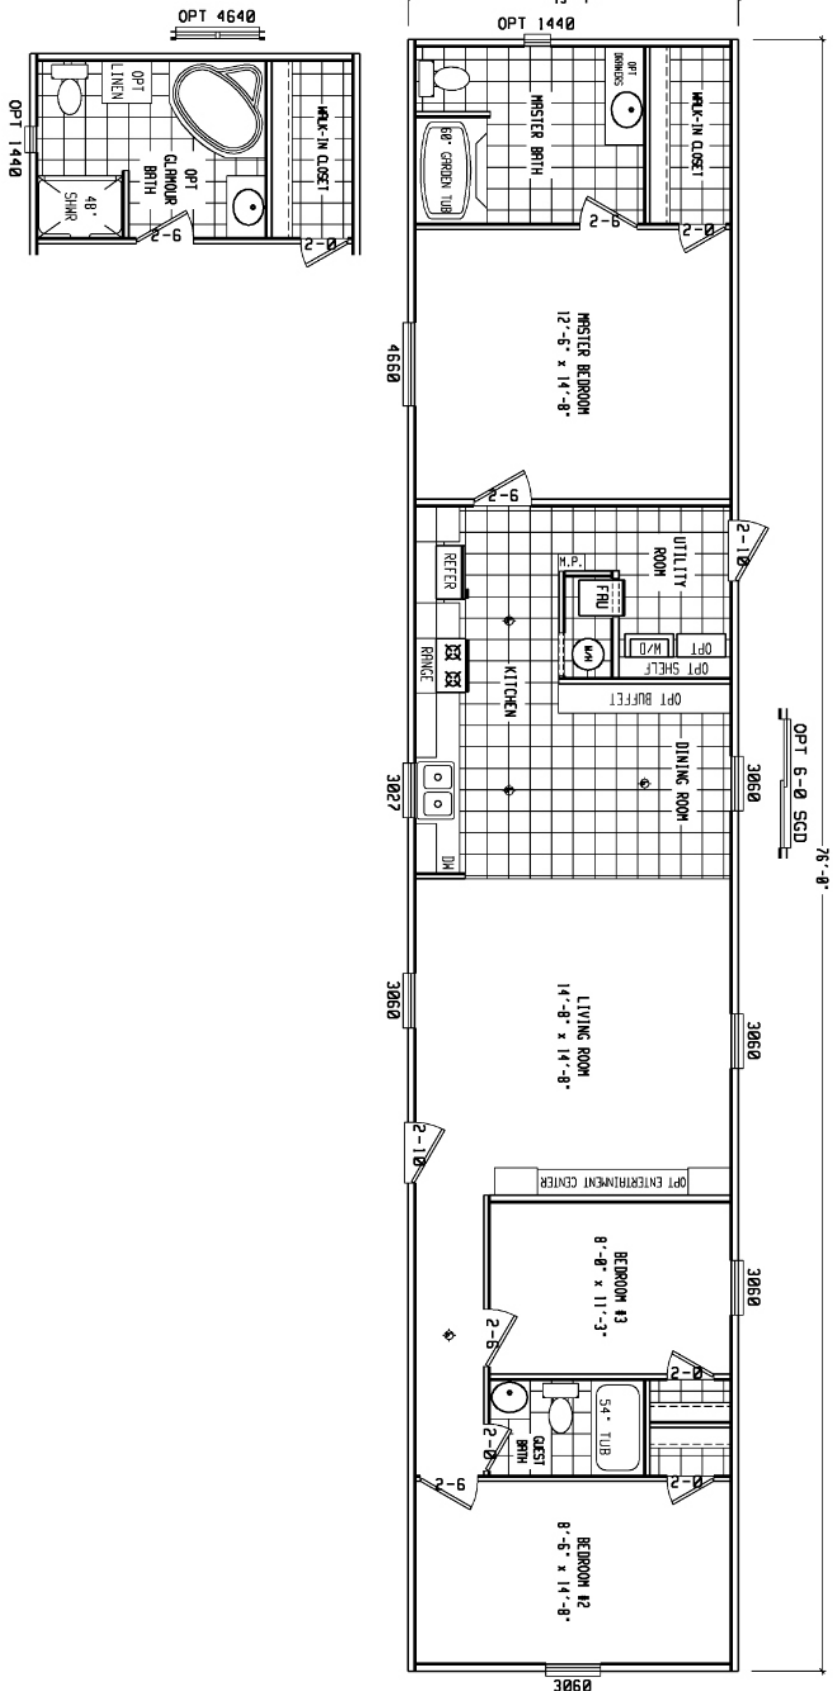 OPT 4640
OPT 1440
OPT
LINEN
WALK-IN CLOSET
OPT 1440
OPT
GLAMOUR
BATH
48"
SHWR
2-6
2-0
OPT
DRAWERS
MASTER BATH
WALK-IN CLOSET
60" GARDEN TUB
2-6
2-0
MASTER BEDROOM
12'-6" x 14'-8"
4660
2-6
2-10
UTILITY
ROOM
W.P.
REFER
FAU
W/H
W/D
OPT
OPT SHELF
RANGE
KITCHEN
OPT BUFFET
DINING ROOM
3027
3060
OPT 6-0 SGD
DW
76'-0"
3060
LIVING ROOM
14'-8" x 14'-8"
3060
2-10
OPT ENTERTAINMENT CENTER
BEDROOM #3
8'-0" x 11'-3"
3060
2-6
2-0
54" TUB
GUEST
BATH
2-0
2-6
2-0
BEDROOM #2
8'-6" x 14'-8"
3060